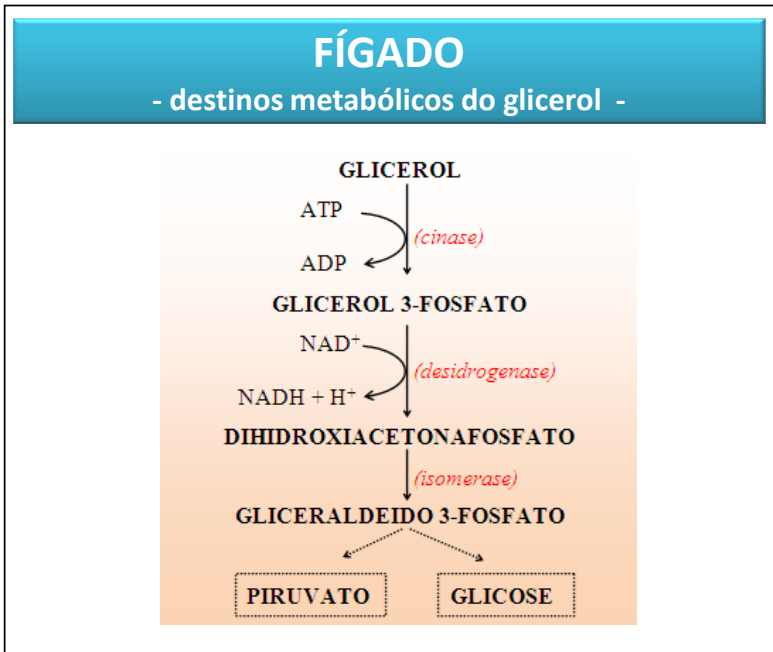 FÍGADO
- destinos metabólicos do glicerol -
GLICEROL
ATP
(cinase)
ADP
GLICEROL 3-FOSFATO
NAD⁺
(desidrogenase)
NADH + H⁺
DIHIDROXIACETONAFOSFATO
(isomerase)
GLICERALDEIDO 3-FOSFATO
PIRUVATO GLICOSE